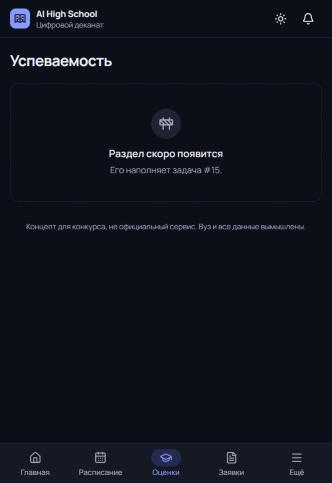 AI High School
Цифровой деканат
Успеваемость
Раздел скоро появится
Его наполняет задача #15.
Концепт для конкурса, не официальный сервис. Вуз и все данные вымышлены.
Главная
Расписание
Оценки
Заявки
Ещё